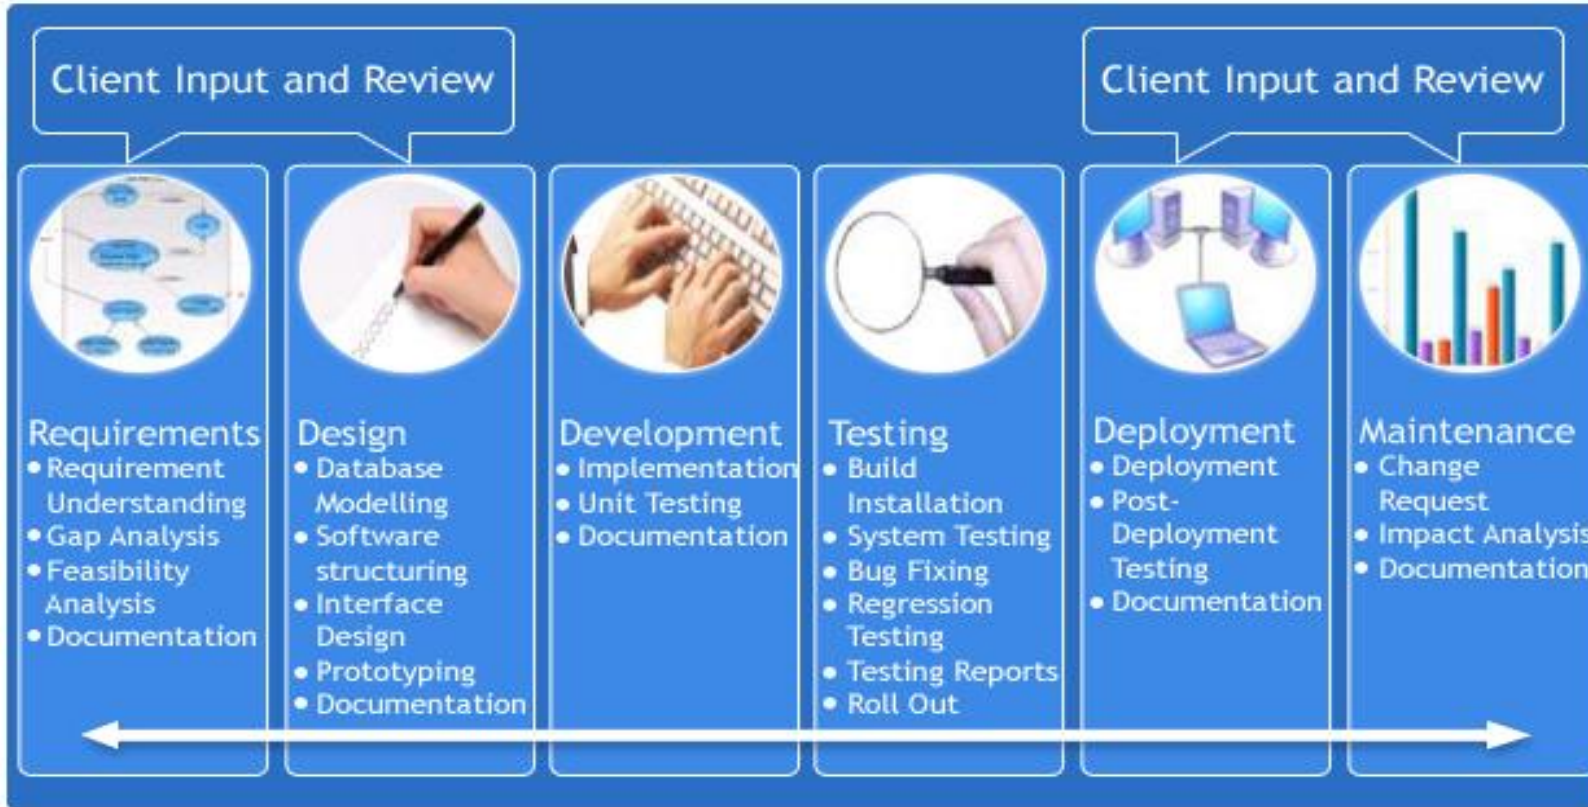 Client Input and Review
Client Input and Review
Requirements
• Requirement
Understanding
• Gap Analysis
• Feasibility
Analysis
• Documentation
Design
• Database
Modelling
• Software
structuring
• Interface
Design
• Prototyping
• Documentation
Development
• Implementation
• Unit Testing
• Documentation
Testing
• Build
Installation
• System Testing
• Bug Fixing
• Regression
Testing
• Testing Reports
• Roll Out
Deployment
• Deployment
• Post-
Deployment
Testing
• Documentation
Maintenance
• Change
Request
• Impact Analysis
• Documentation